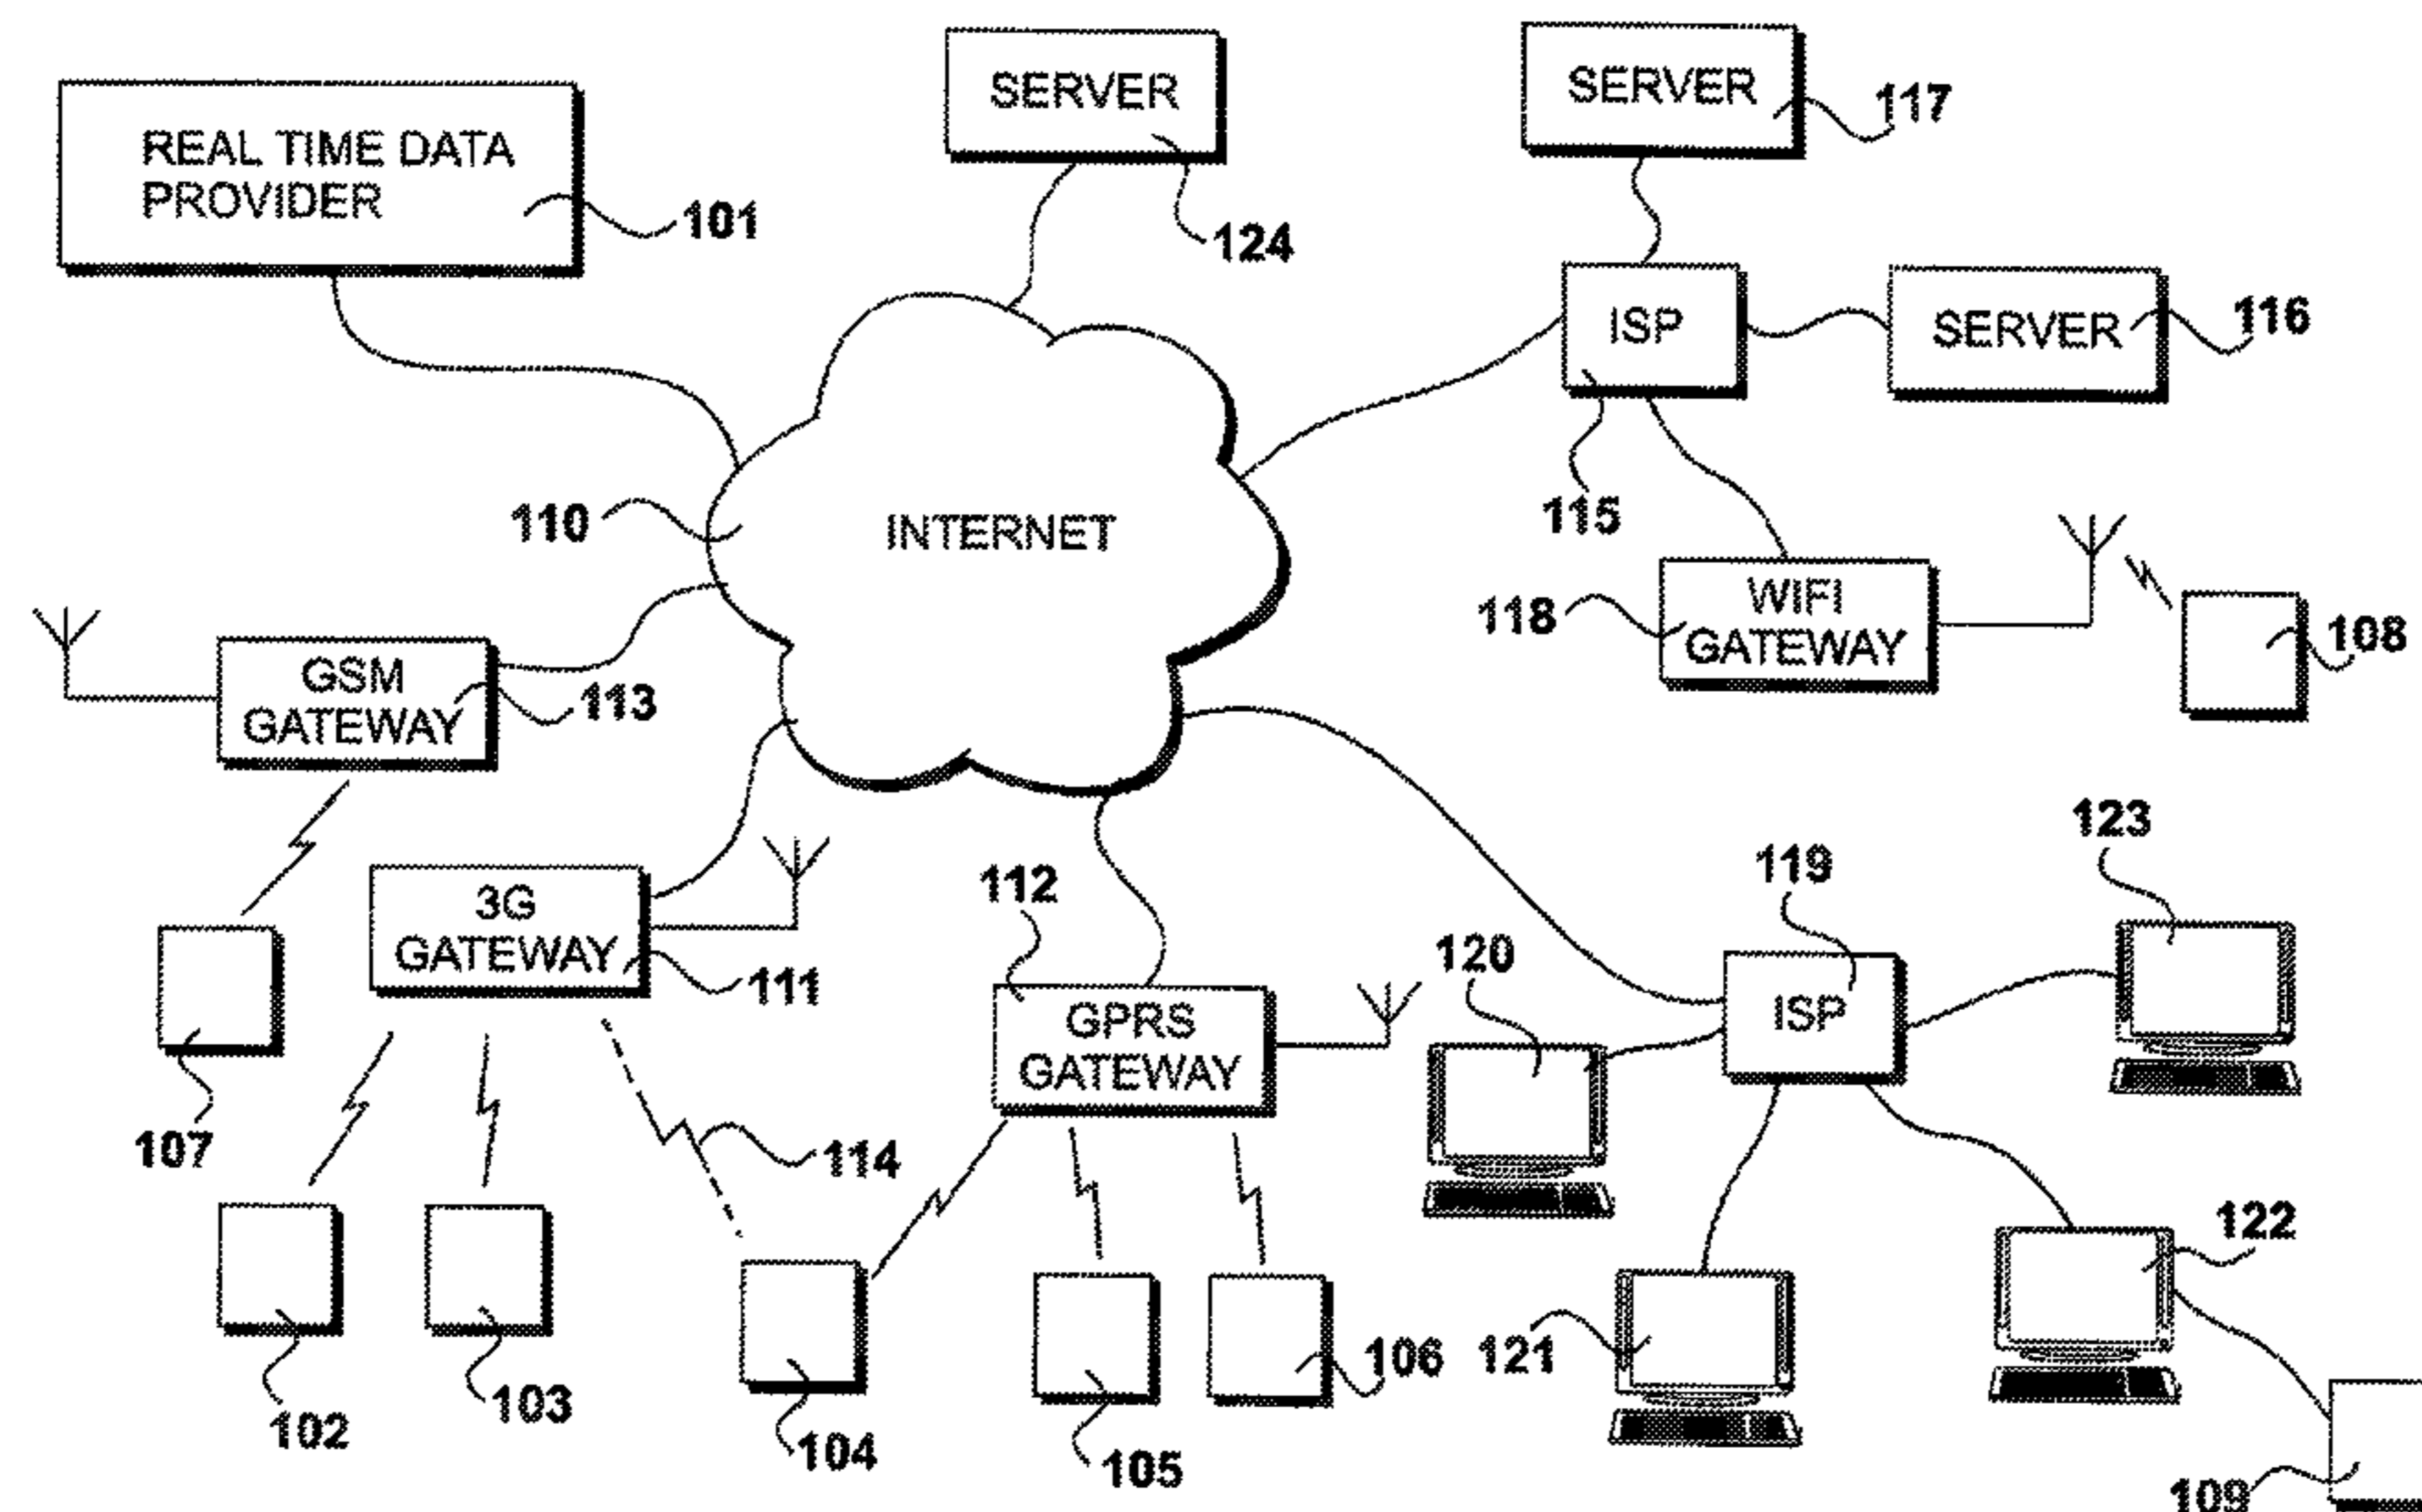 REAL TIME DATA
PROVIDER
101
SERVER
124
SERVER
117
ISP
115
SERVER
116
110
INTERNET
WIFI
GATEWAY
118
108
GSM
GATEWAY
113
107
3G
GATEWAY
111
112
GPRS
GATEWAY
114
119
ISP
123
120
121
122
102
103
104
105
106
109